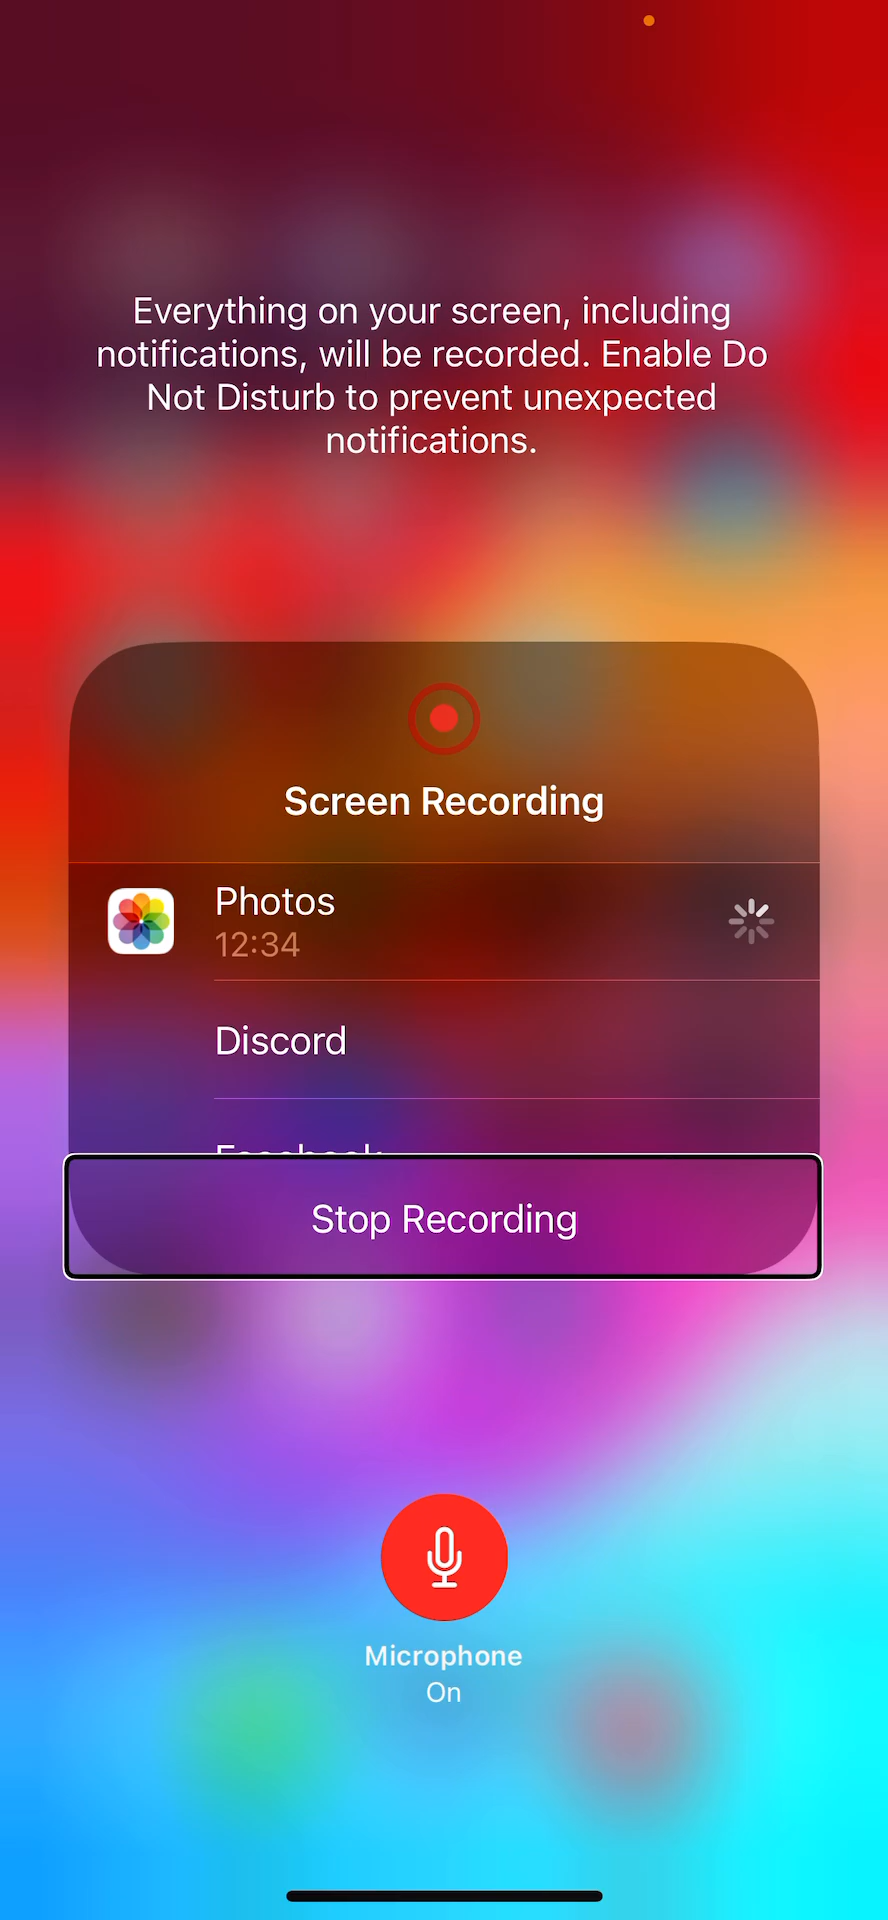 Everything on your screen, including
notifications, will be recorded. Enable Do
Not Disturb to prevent unexpected
notifications.
Screen Recording
Photos
12:34
Discord
Facebook
Stop Recording
Microphone
On